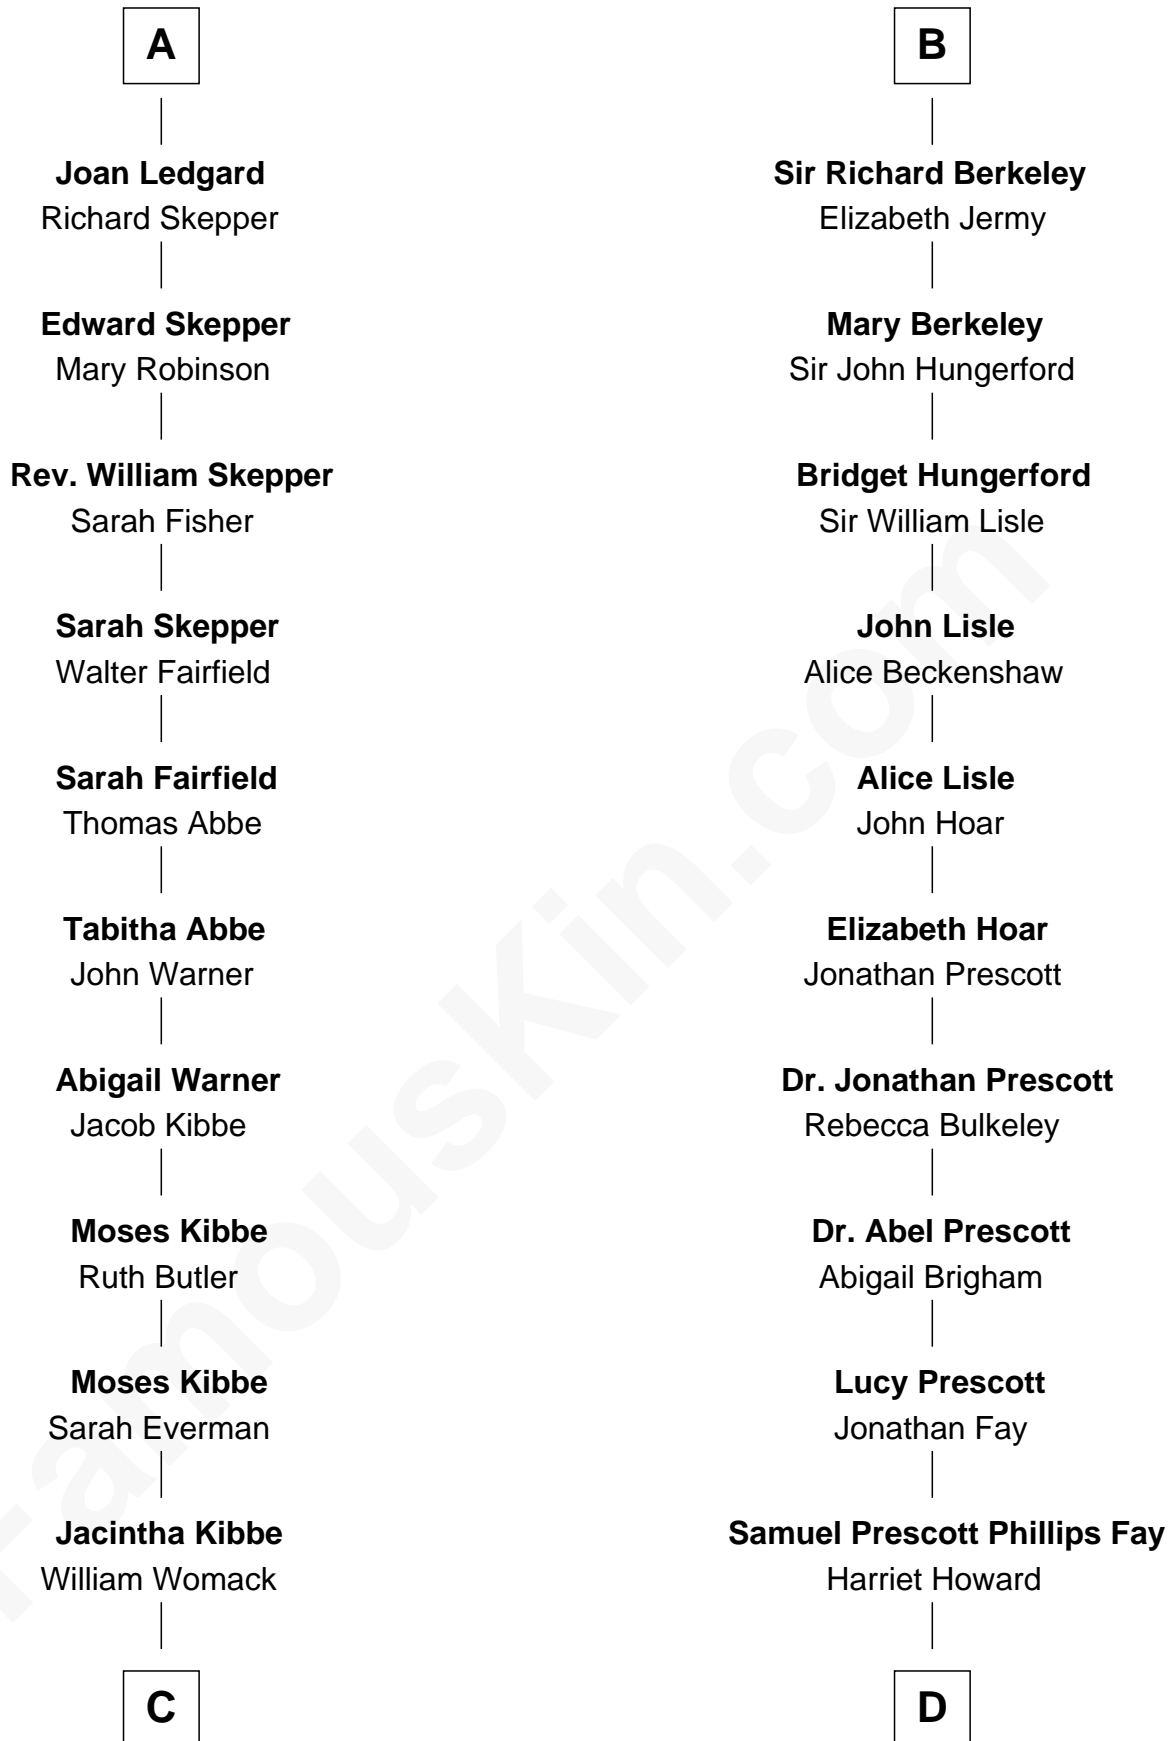 A
Joan Ledgard
Richard Skepper
Edward Skepper
Mary Robinson
Rev. William Skepper
Sarah Fisher
Sarah Skepper
Walter Fairfield
Sarah Fairfield
Thomas Abbe
Tabitha Abbe
John Warner
Abigail Warner
Jacob Kibbe
Moses Kibbe
Ruth Butler
Moses Kibbe
Sarah Everman
Jacintha Kibbe
William Womack
C
B
Sir Richard Berkeley
Elizabeth Jermy
Mary Berkeley
Sir John Hungerford
Bridget Hungerford
Sir William Lisle
John Lisle
Alice Beckenshaw
Alice Lisle
John Hoar
Elizabeth Hoar
Jonathan Prescott
Dr. Jonathan Prescott
Rebecca Bulkeley
Dr. Abel Prescott
Abigail Brigham
Lucy Prescott
Jonathan Fay
Samuel Prescott Phillips Fay
Harriet Howard
D
FamousKin.com